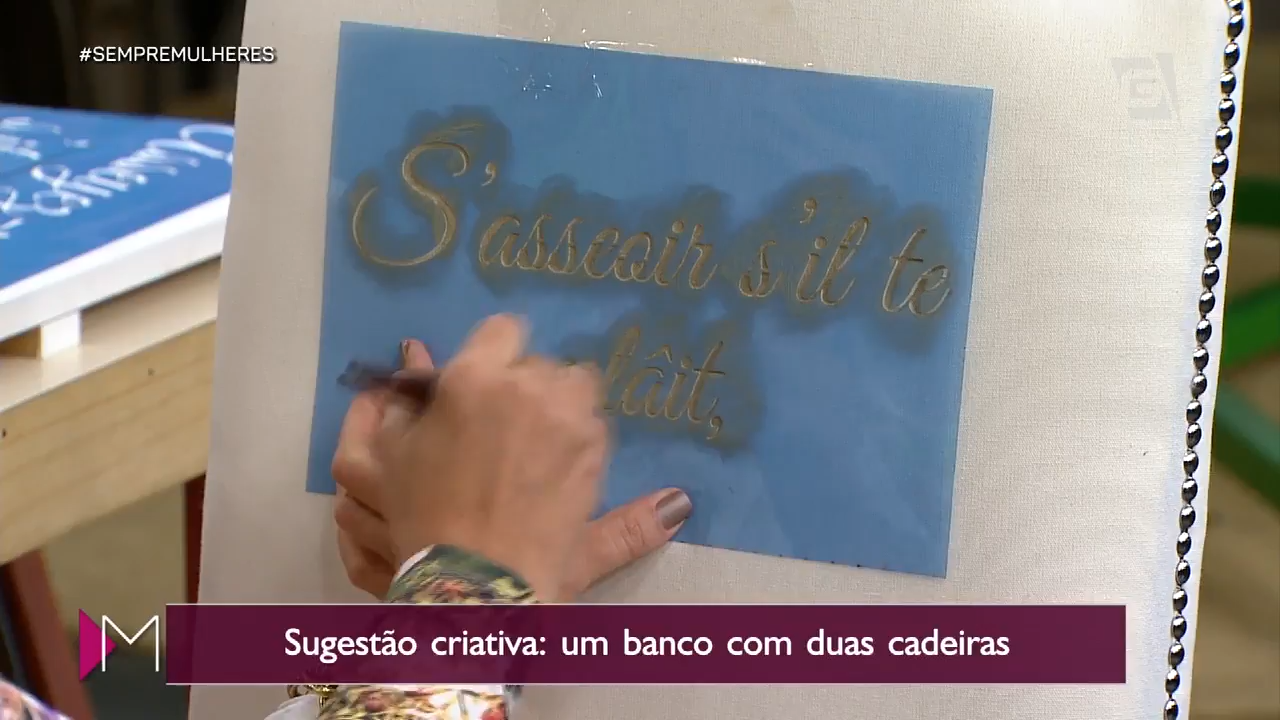 #SEMPREMULHERES
S'asseoir s'il te
plâit,
M
Sugestão criativa: um banco com duas cadeiras